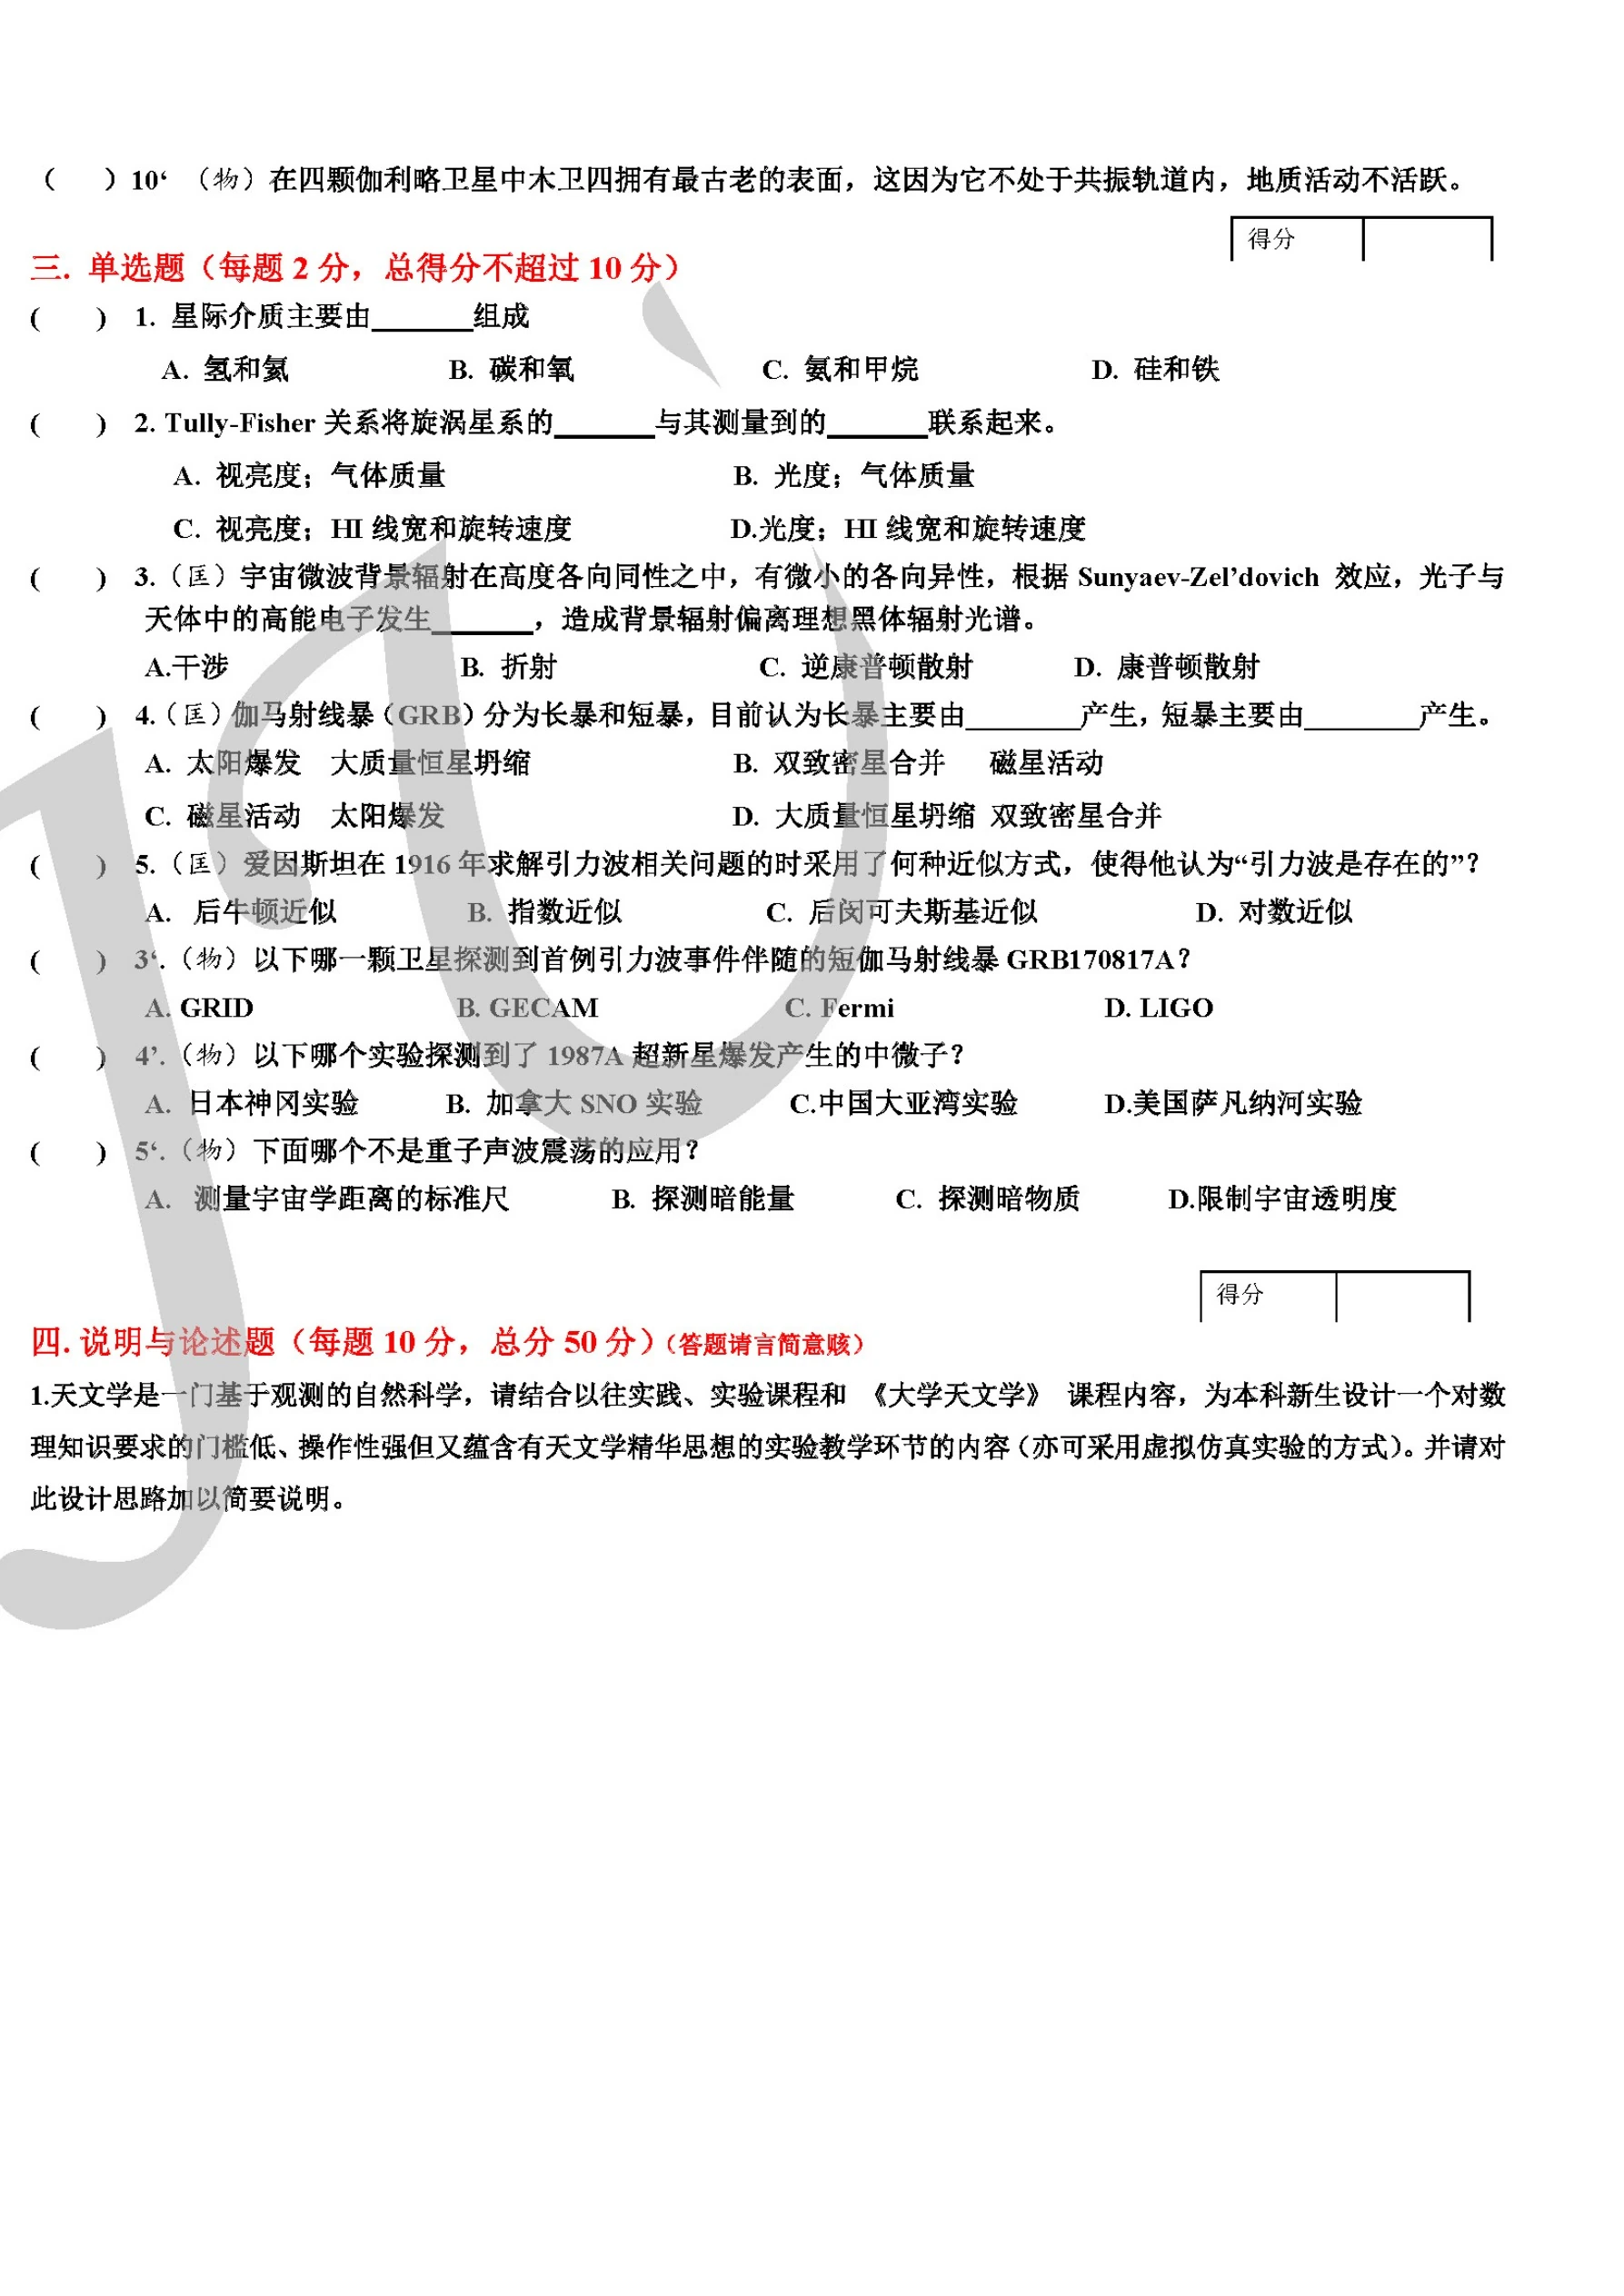 （    ）10‘ （物）在四颗伽利略卫星中木卫四拥有最古老的表面，这因为它不处于共振轨道内，地质活动不活跃。
得分
三. 单选题（每题 2 分，总得分不超过 10 分）
(    ) 1. 星际介质主要由_______组成
A. 氢和氦 B. 碳和氧 C. 氨和甲烷 D. 硅和铁
(    ) 2. Tully-Fisher 关系将旋涡星系的_______与其测量到的_______联系起来。
A. 视亮度；气体质量 B. 光度；气体质量
C. 视亮度；HI 线宽和旋转速度 D.光度；HI 线宽和旋转速度
(    ) 3.（匡）宇宙微波背景辐射在高度各向同性之中，有微小的各向异性，根据 Sunyaev-Zel’dovich 效应，光子与
天体中的高能电子发生_______，造成背景辐射偏离理想黑体辐射光谱。
A.干涉 B. 折射 C. 逆康普顿散射 D. 康普顿散射
(    ) 4.（匡）伽马射线暴（GRB）分为长暴和短暴，目前认为长暴主要由________产生，短暴主要由________产生。
A. 太阳爆发 大质量恒星坍缩 B. 双致密星合并 磁星活动
C. 磁星活动 太阳爆发 D. 大质量恒星坍缩 双致密星合并
(    ) 5.（匡）爱因斯坦在 1916 年求解引力波相关问题的时采用了何种近似方式，使得他认为“引力波是存在的”？
A. 后牛顿近似 B. 指数近似 C. 后闵可夫斯基近似 D. 对数近似
(    ) 3‘.（物）以下哪一颗卫星探测到首例引力波事件伴随的短伽马射线暴 GRB170817A？
A. GRID B. GECAM C. Fermi D. LIGO
(    ) 4’.（物）以下哪个实验探测到了 1987A 超新星爆发产生的中微子？
A. 日本神冈实验 B. 加拿大 SNO 实验 C.中国大亚湾实验 D.美国萨凡纳河实验
(    ) 5‘.（物）下面哪个不是重子声波震荡的应用？
A. 测量宇宙学距离的标准尺 B. 探测暗能量 C. 探测暗物质 D.限制宇宙透明度
得分
四. 说明与论述题（每题 10 分，总分 50 分）（答题请言简意赅）
1.天文学是一门基于观测的自然科学，请结合以往实践、实验课程和 《大学天文学》 课程内容，为本科新生设计一个对数
理知识要求的门槛低、操作性强但又蕴含有天文学精华思想的实验教学环节的内容（亦可采用虚拟仿真实验的方式）。并请对
此设计思路加以简要说明。